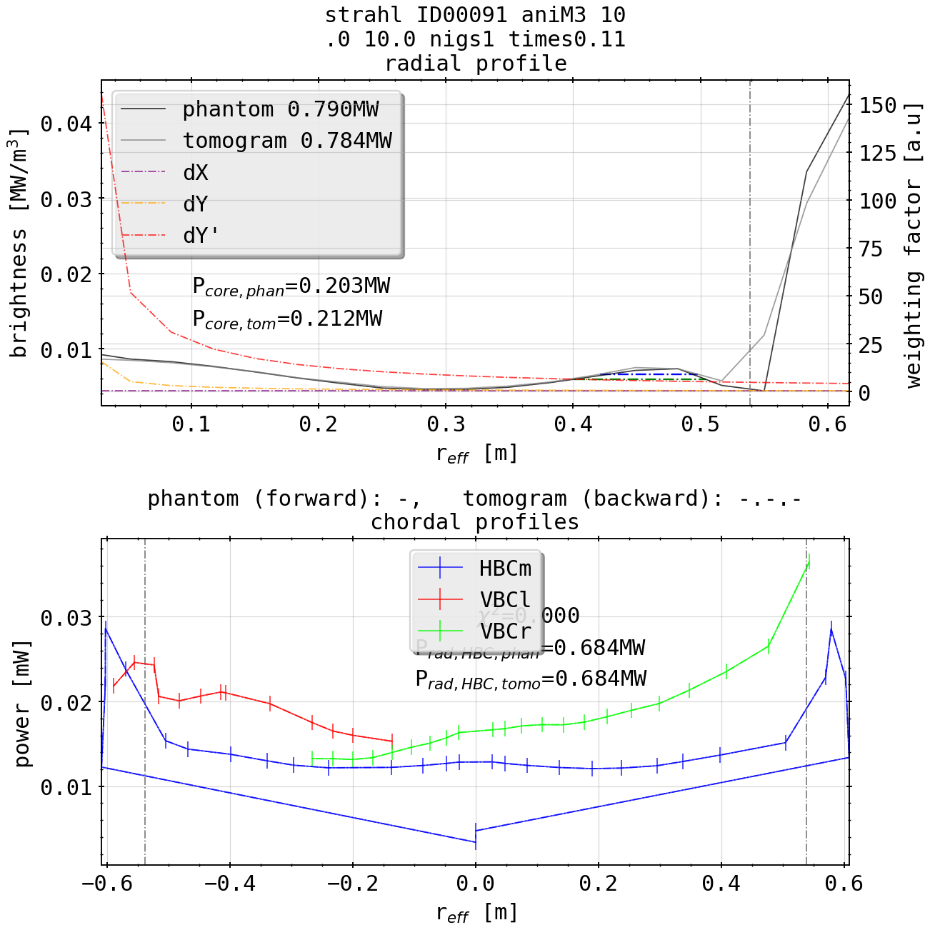 strahl ID00091 aniM3 10
.0 10.0 nigs1 times0.11
radial profile
phantom 0.790MW
tomogram 0.784MW
dX
dY
dY'
P_core,phan=0.203MW
P_core,tom=0.212MW
brightness [MW/m³]
0.04
0.03
0.02
0.01
weighting factor [a.u]
150
125
100
75
50
25
0
0.1 0.2 0.3 0.4 0.5 0.6
r_eff [m]
phantom (forward): -, tomogram (backward): -.-.-
chordal profiles
HBCm
VBCl
VBCr
χ²=0.000
P_rad,HBC,phan=0.684MW
P_rad,HBC,tomo=0.684MW
power [mW]
0.03
0.02
0.01
−0.6 −0.4 −0.2 0.0 0.2 0.4 0.6
r_eff [m]